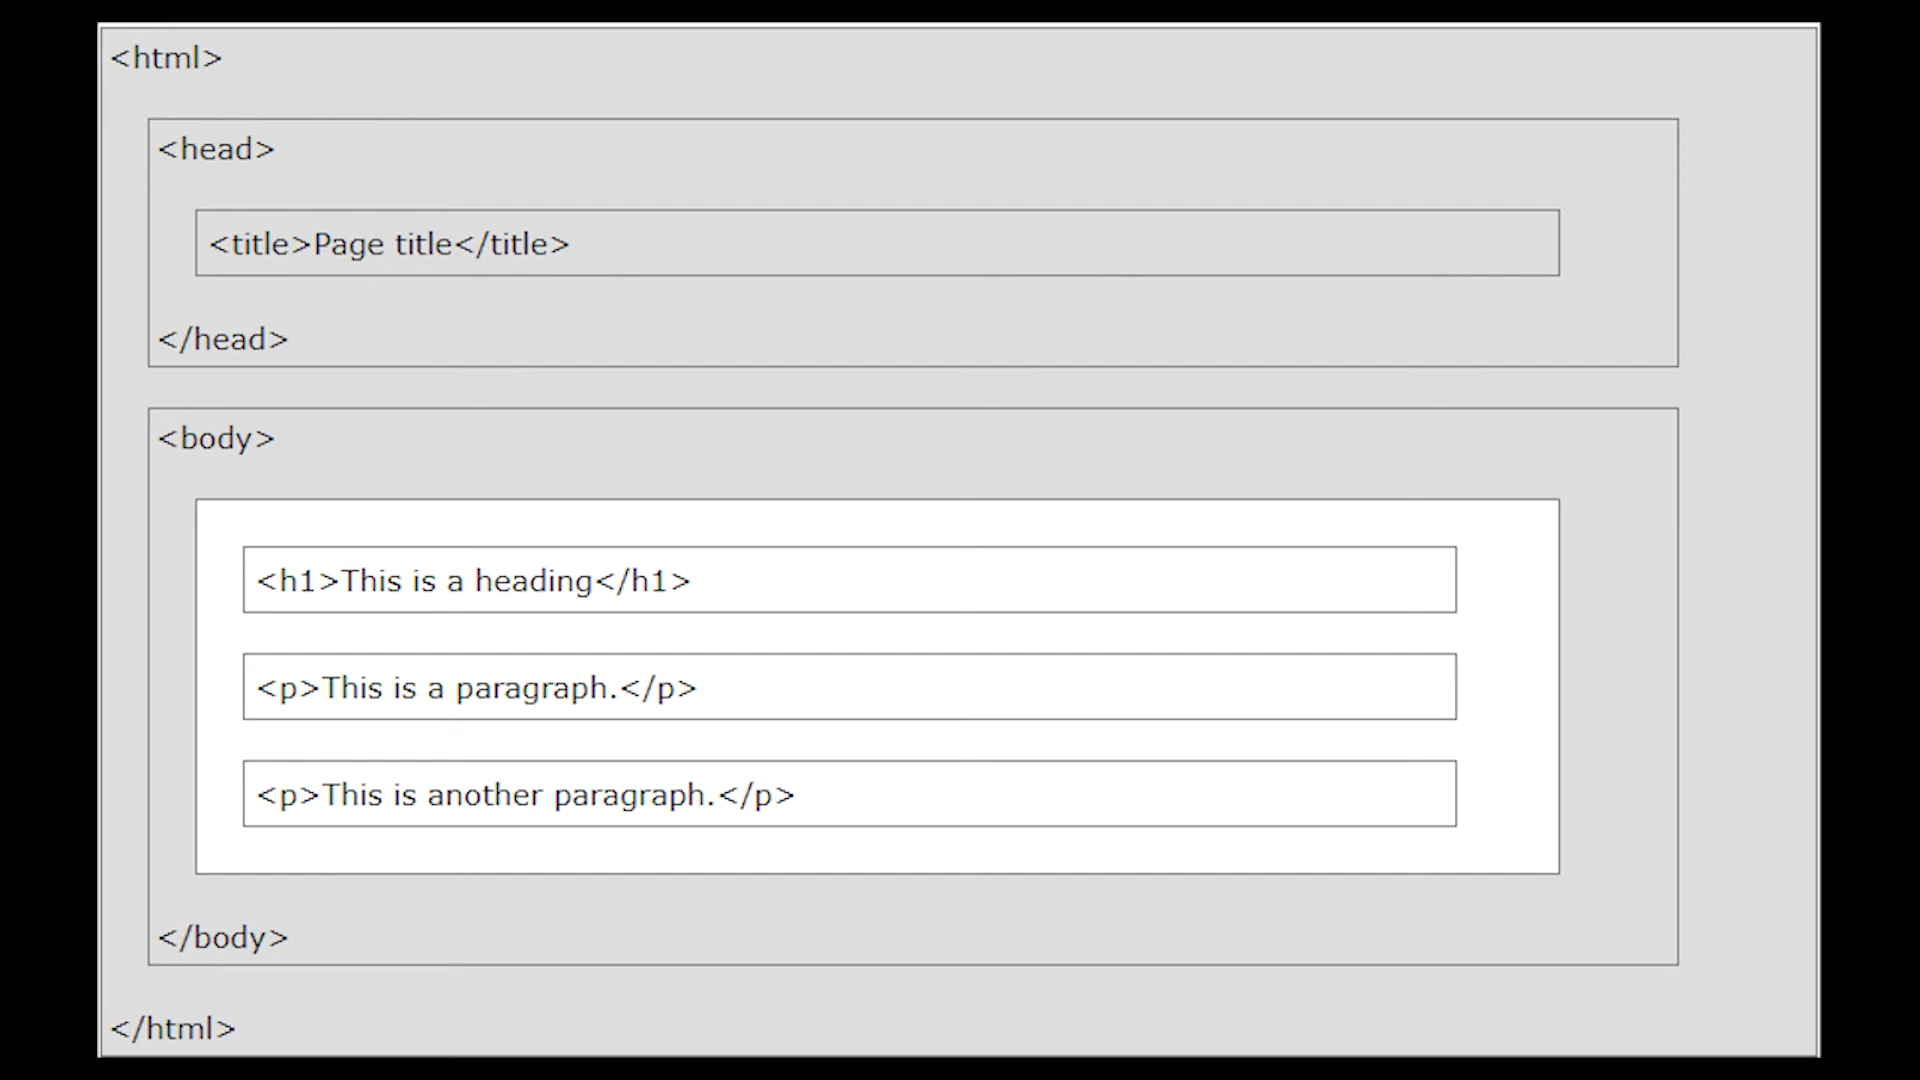 <html>
<head>
<title>Page title</title>
</head>
<body>
<h1>This is a heading</h1>
<p>This is a paragraph.</p>
<p>This is another paragraph.</p>
</body>
</html>